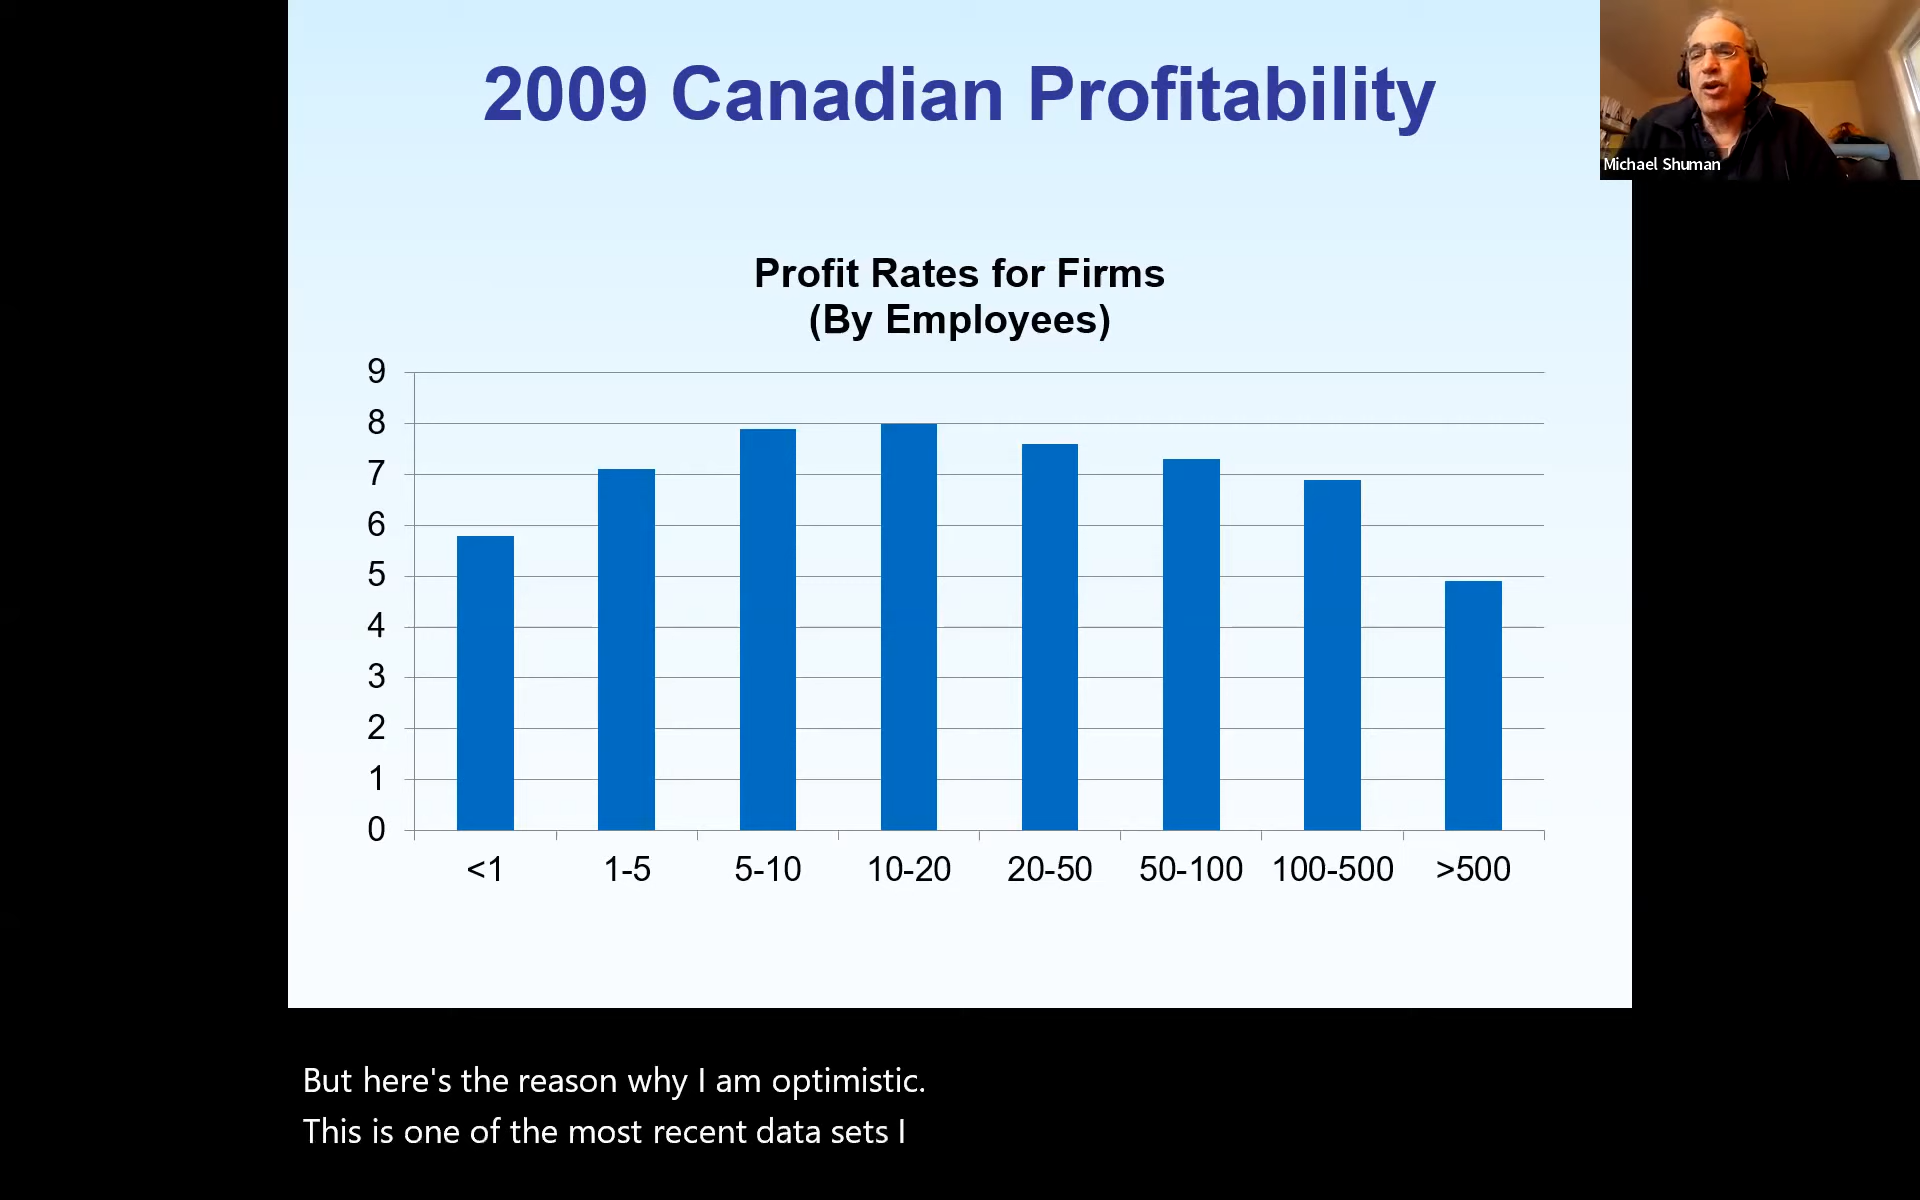 2009 Canadian Profitability
Michael Shuman
Profit Rates for Firms
(By Employees)
9
8
7
6
5
4
3
2
1
0
<1 1-5 5-10 10-20 20-50 50-100 100-500 >500
But here's the reason why I am optimistic.
This is one of the most recent data sets I